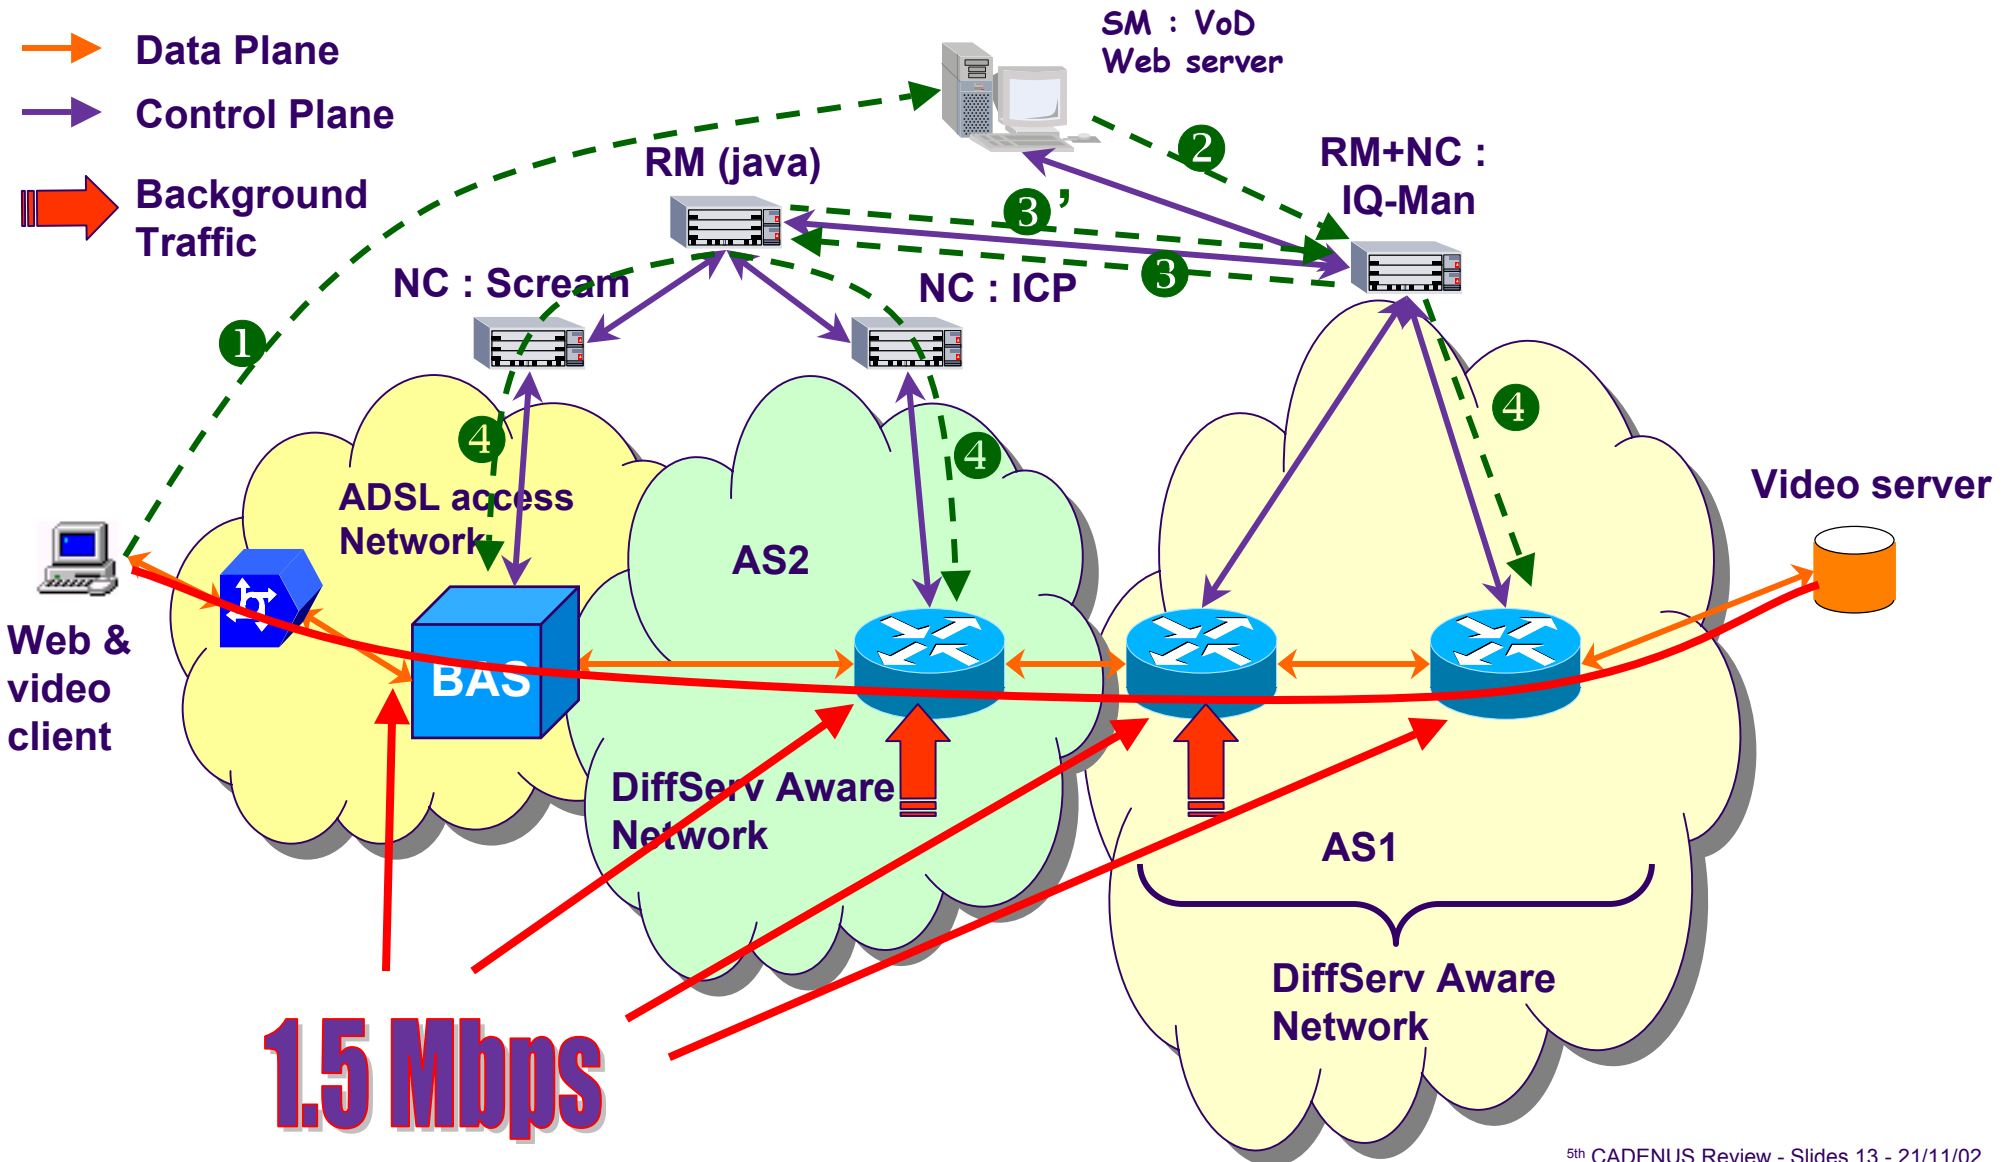 Data Plane
Control Plane
Background
Traffic
SM : VoD
Web server
RM (java)
RM+NC :
IQ-Man
NC : Scream
NC : ICP
1
2
3’
3
4
4
4
ADSL access
Network
AS2
Video server
Web &
video
client
BAS
DiffServ Aware
Network
AS1
DiffServ Aware
Network
1.5 Mbps
5th CADENUS Review - Slides 13 - 21/11/02